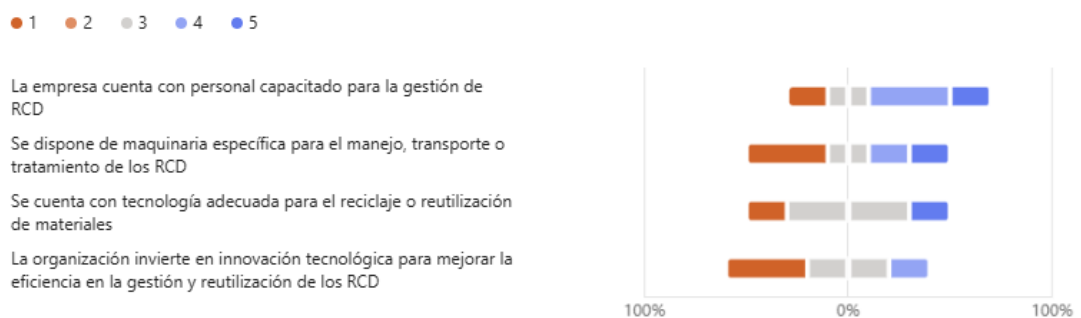 1 2 3 4 5
La empresa cuenta con personal capacitado para la gestión de
RCD
Se dispone de maquinaria específica para el manejo, transporte o
tratamiento de los RCD
Se cuenta con tecnología adecuada para el reciclaje o reutilización
de materiales
La organización invierte en innovación tecnológica para mejorar la
eficiencia en la gestión y reutilización de los RCD
100% 0% 100%